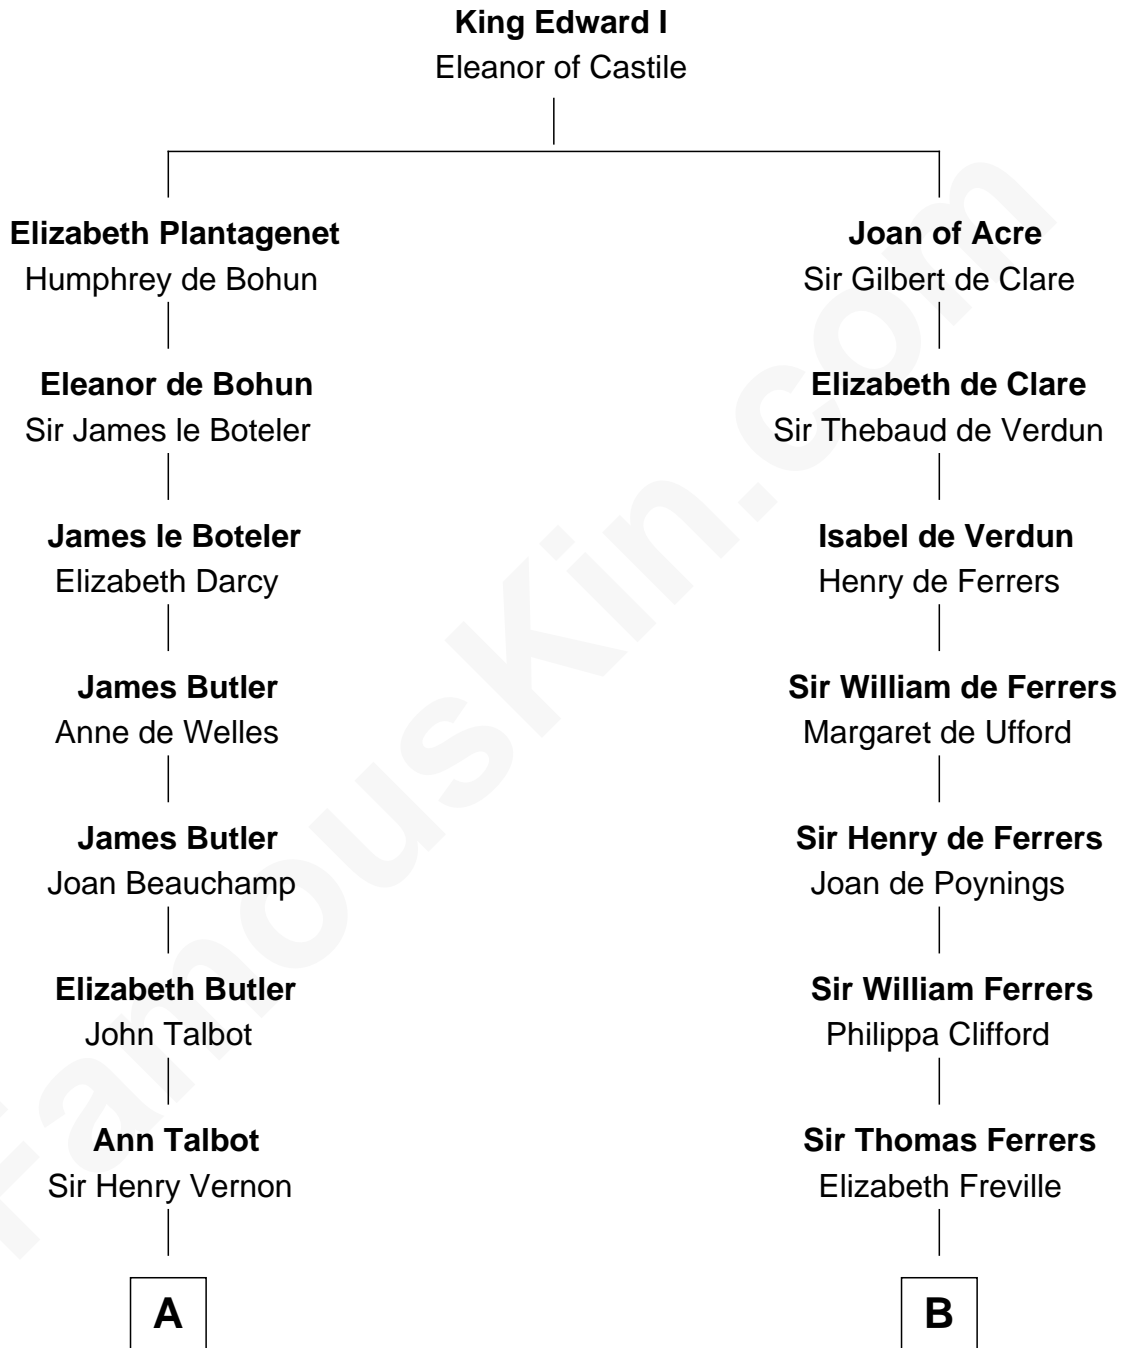 King Edward I
Eleanor of Castile
Elizabeth Plantagenet
Humphrey de Bohun
Joan of Acre
Sir Gilbert de Clare
Eleanor de Bohun
Sir James le Boteler
Elizabeth de Clare
Sir Thebaud de Verdun
James le Boteler
Elizabeth Darcy
Isabel de Verdun
Henry de Ferrers
James Butler
Anne de Welles
Sir William de Ferrers
Margaret de Ufford
James Butler
Joan Beauchamp
Sir Henry de Ferrers
Joan de Poynings
Elizabeth Butler
John Talbot
Sir William Ferrers
Philippa Clifford
Ann Talbot
Sir Henry Vernon
Sir Thomas Ferrers
Elizabeth Freville
A
B
FamousKin.com